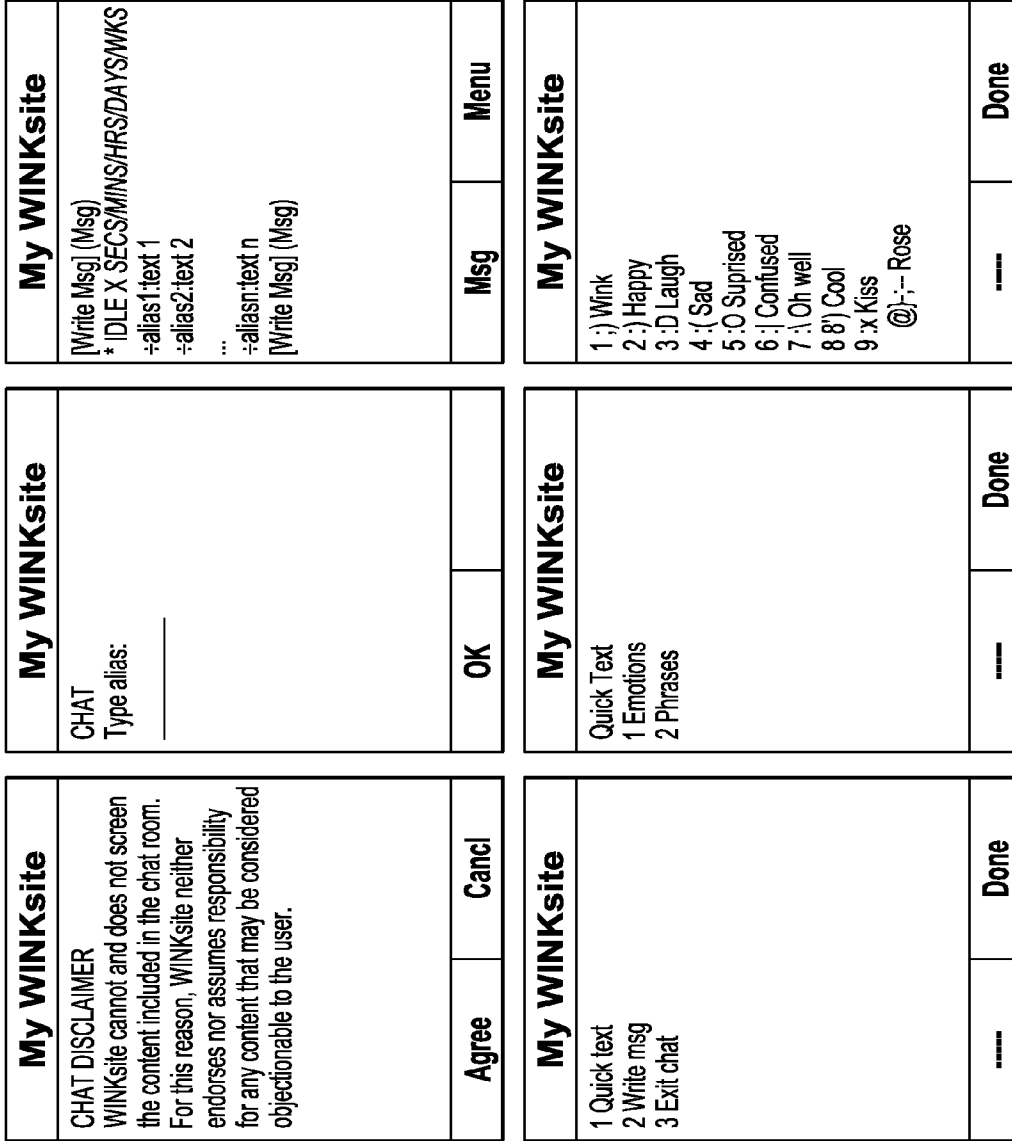 My WINKsite
CHAT DISCLAIMER
WINKsite cannot and does not screen
the content included in the chat room.
For this reason, WINKsite neither
endorses nor assumes responsibility
for any content that may be considered
objectionable to the user.
Agree
Cancl
My WINKsite
CHAT
Type alias:
OK
My WINKsite
[Write Msg] (Msg)
* IDLE X SECS/MINS/HRS/DAYS/WKS
÷alias1:text 1
÷alias2:text 2
...
÷aliasn:text n
[Write Msg] (Msg)
Msg
Menu
My WINKsite
1 Quick text
2 Write msg
3 Exit chat
-----
Done
My WINKsite
Quick Text
1 Emotions
2 Phrases
-----
Done
My WINKsite
1 ;) Wink
2 :) Happy
3 :D Laugh
4 :( Sad
5 :O Suprised
6 :| Confused
7 :\ Oh well
8 8') Cool
9 :x Kiss
@}-;-- Rose
-----
Done